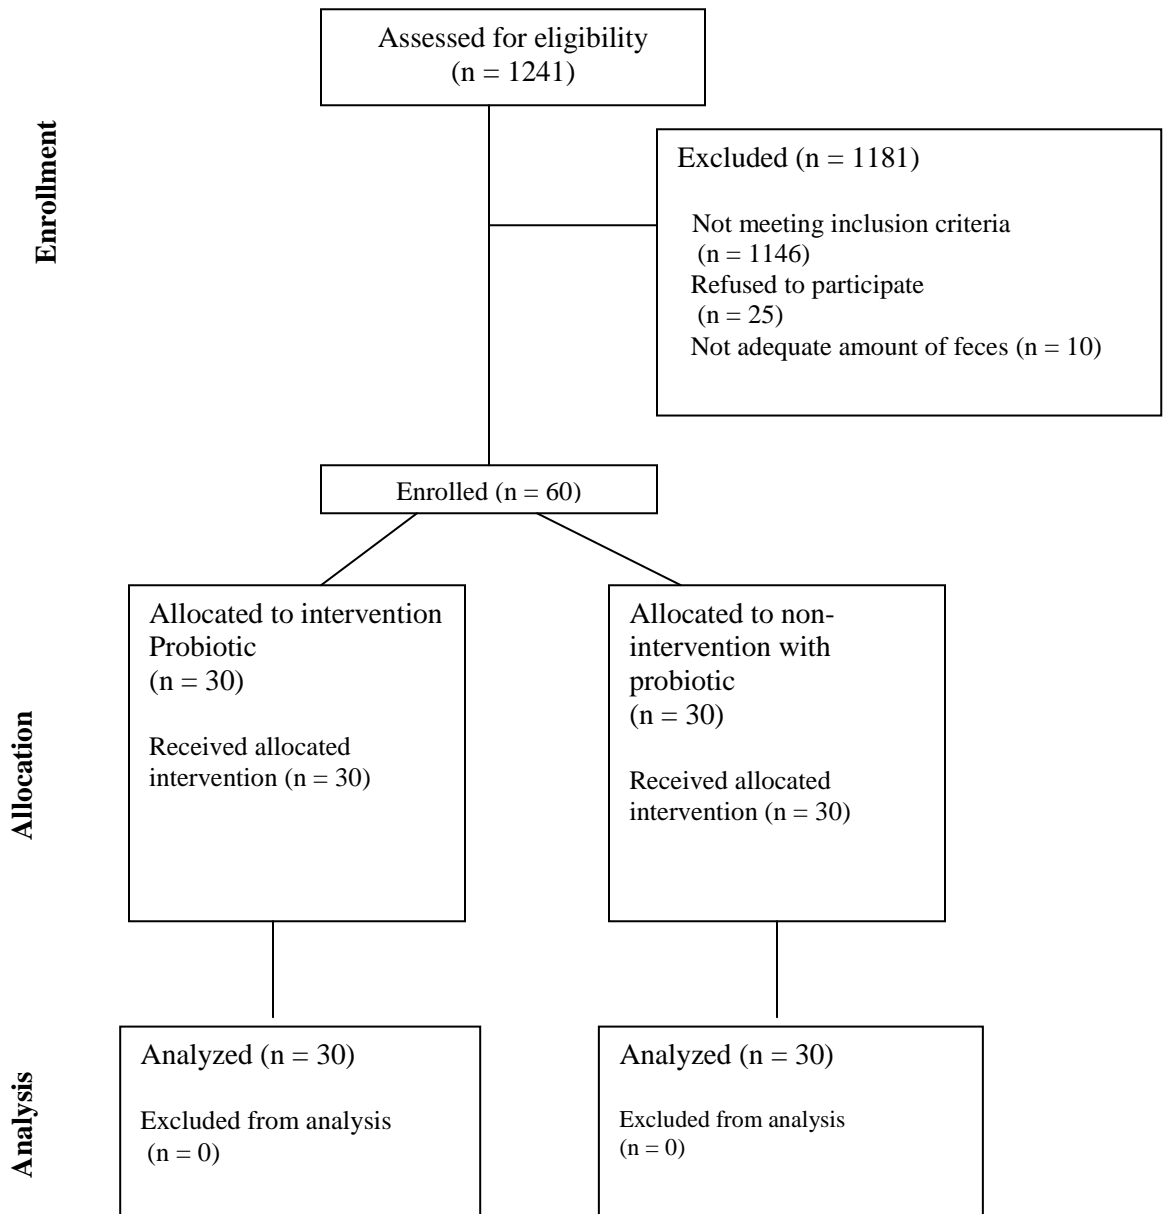 Assessed for eligibility
(n = 1241)
Enrollment
Excluded (n = 1181)
Not meeting inclusion criteria
(n = 1146)
Refused to participate
(n = 25)
Not adequate amount of feces (n = 10)
Enrolled (n = 60)
Allocation
Allocated to intervention
Probiotic
(n = 30)
Received allocated
intervention (n = 30)
Allocated to non-
intervention with
probiotic
(n = 30)
Received allocated
intervention (n = 30)
Analysis
Analyzed (n = 30)
Excluded from analysis
(n = 0)
Analyzed (n = 30)
Excluded from analysis
(n = 0)